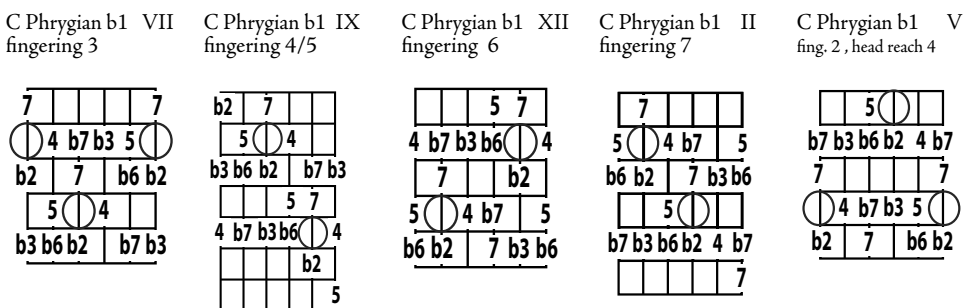 C Phrygian b1 VII
fingering 3
7 7
4 b7 b3 5
b2 7 b6 b2
5 4
b3 b6 b2 b7 b3
C Phrygian b1 IX
fingering 4/5
b2 7
5 4
b3 b6 b2 b7 b3
5 7
4 b7 b3 b6 4
b2
5
C Phrygian b1 XII
fingering 6
5 7
4 b7 b3 b6 4
7 b2
5 4 b7 5
b6 b2 7 b3 b6
C Phrygian b1 II
fingering 7
7
5 4 b7 5
b6 b2 7 b3 b6
5
b7 b3 b6 b2 4 b7
7
C Phrygian b1 V
fing. 2 , head reach 4
5
b7 b3 b6 b2 4 b7
7 7
4 b7 b3 5
b2 7 b6 b2